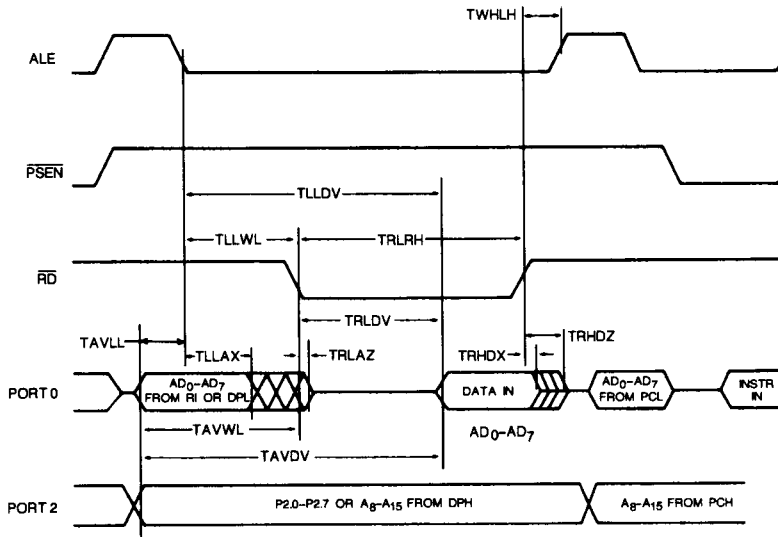 TWHLH
ALE
PSEN
TLLDV
TLLWL
TRLRH
RD
TRLDV
TAVLL
TLLAX
TRLAZ
TRHDX
TRHDZ
PORT 0
AD0–AD7
FROM RI OR DPL
DATA IN
AD0–AD7
FROM PCL
INSTR
IN
AD0–AD7
TAVWL
TAVDV
PORT 2
P2.0–P2.7 OR A8–A15 FROM DPH
A8–A15 FROM PCH